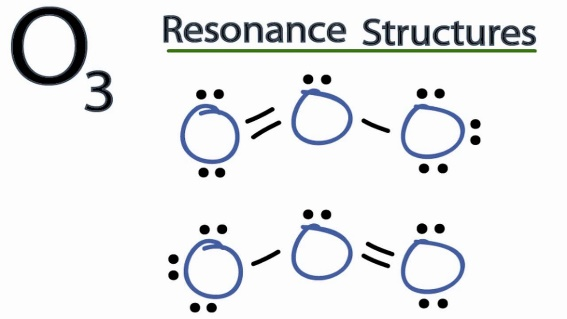 O3
Resonance Structures
O = O - O
O - O = O